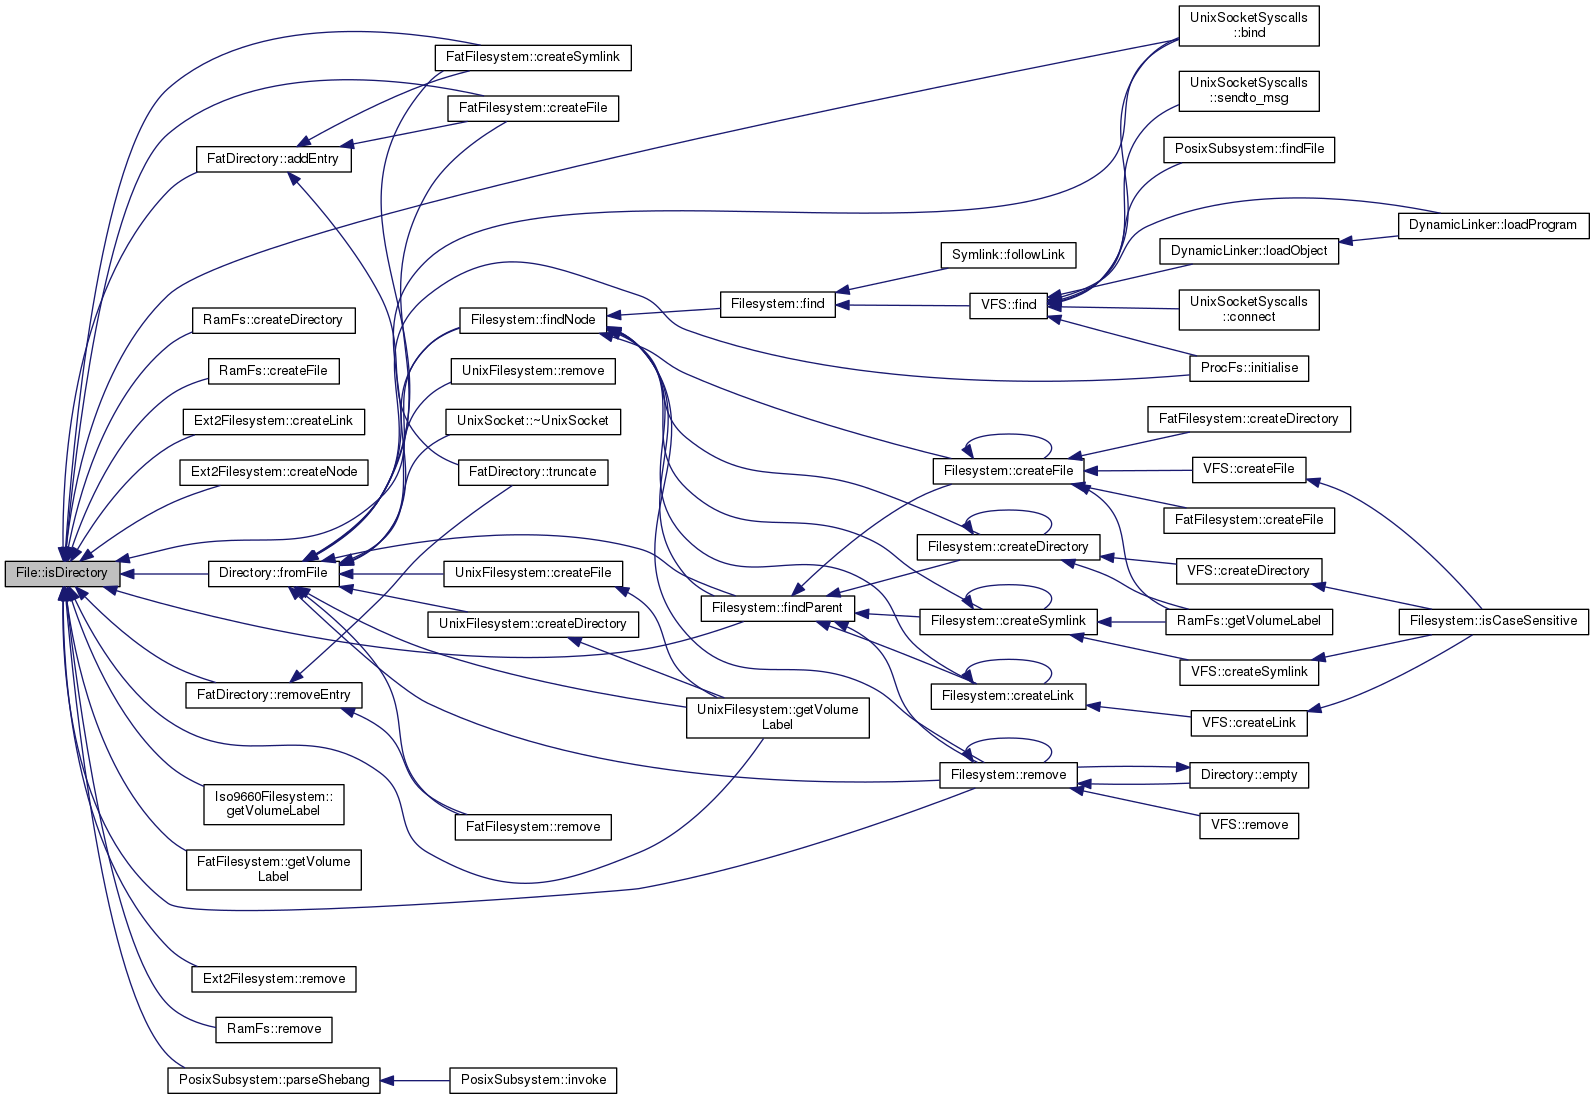 UnixSocketSyscalls
::bind
FatFilesystem::createSymlink
UnixSocketSyscalls
::sendto_msg
FatFilesystem::createFile
PosixSubsystem::findFile
FatDirectory::addEntry
DynamicLinker::loadProgram
DynamicLinker::loadObject
Symlink::followLink
Filesystem::find
VFS::find
UnixSocketSyscalls
::connect
RamFs::createDirectory
Filesystem::findNode
ProcFs::initialise
RamFs::createFile
UnixFilesystem::remove
Ext2Filesystem::createLink
UnixSocket::~UnixSocket
FatFilesystem::createDirectory
Ext2Filesystem::createNode
FatDirectory::truncate
Filesystem::createFile
VFS::createFile
FatFilesystem::createFile
Filesystem::createDirectory
File::isDirectory
Directory::fromFile
UnixFilesystem::createFile
VFS::createDirectory
Filesystem::findParent
UnixFilesystem::createDirectory
Filesystem::createSymlink
RamFs::getVolumeLabel
Filesystem::isCaseSensitive
VFS::createSymlink
FatDirectory::removeEntry
Filesystem::createLink
UnixFilesystem::getVolume
Label
VFS::createLink
Filesystem::remove
Directory::empty
Iso9660Filesystem::
getVolumeLabel
FatFilesystem::remove
VFS::remove
FatFilesystem::getVolume
Label
Ext2Filesystem::remove
RamFs::remove
PosixSubsystem::parseShebang
PosixSubsystem::invoke